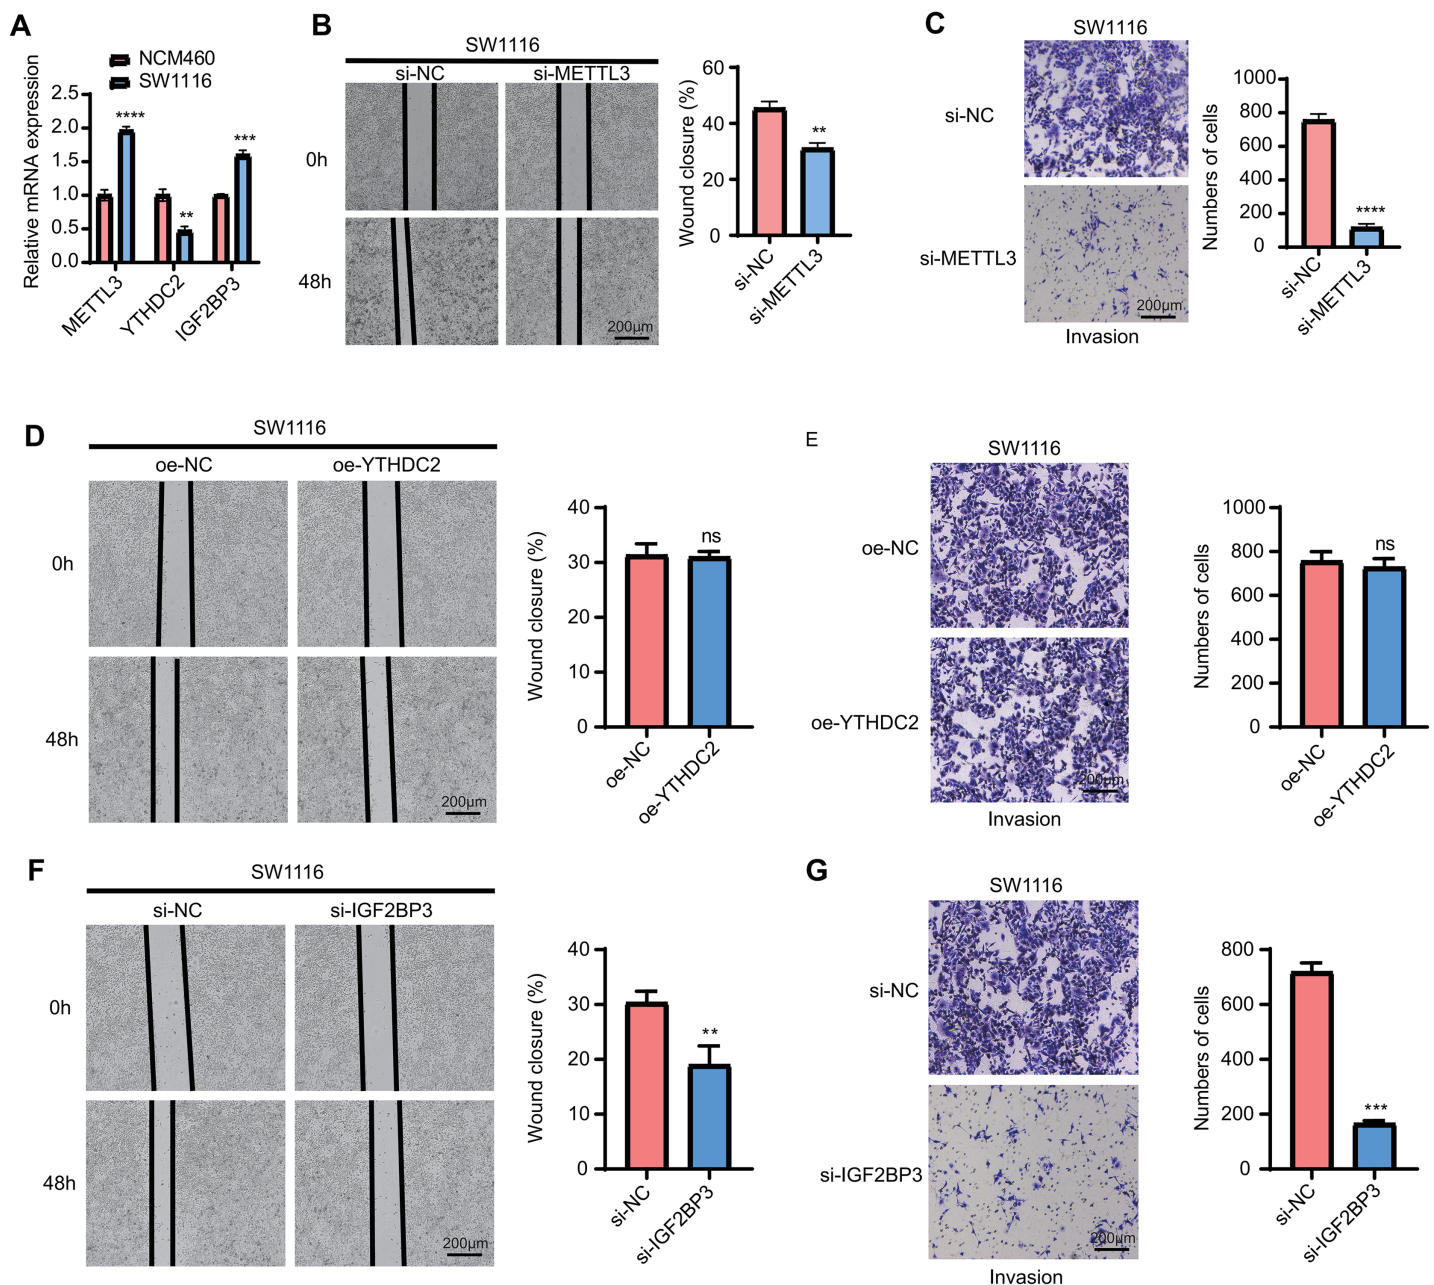 A
NCM460
SW1116
Relative mRNA expression
2.5
2.0
1.5
1.0
0.5
0.0
****
**
***
METTL3
YTHDC2
IGF2BP3
B
SW1116
si-NC
si-METTL3
0h
48h
200μm
Wound closure (%)
60
40
20
0
**
si-NC
si-METTL3
C
SW1116
si-NC
si-METTL3
200μm
Invasion
Numbers of cells
1000
800
600
400
200
0
****
si-NC
si-METTL3
D
SW1116
oe-NC
oe-YTHDC2
0h
48h
200μm
Wound closure (%)
40
30
20
10
0
ns
oe-NC
oe-YTHDC2
E
SW1116
oe-NC
oe-YTHDC2
200μm
Invasion
Numbers of cells
1000
800
600
400
200
0
ns
oe-NC
oe-YTHDC2
F
SW1116
si-NC
si-IGF2BP3
0h
48h
200μm
Wound closure (%)
40
30
20
10
0
**
si-NC
si-IGF2BP3
G
SW1116
si-NC
si-IGF2BP3
200μm
Invasion
Numbers of cells
800
600
400
200
0
***
si-NC
si-IGF2BP3